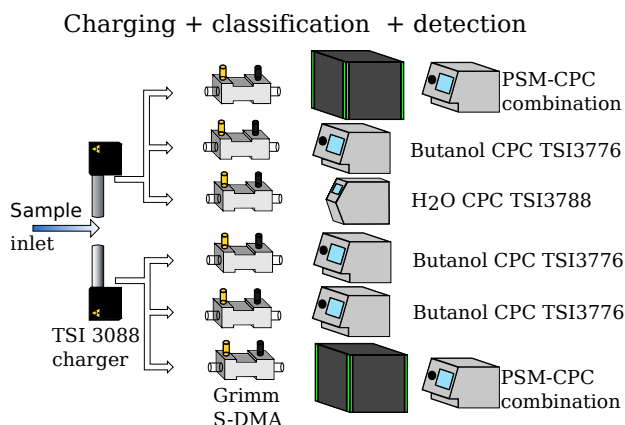 Charging + classification + detection
PSM-CPC
combination
Butanol CPC TSI3776
H2O CPC TSI3788
Sample
inlet
Butanol CPC TSI3776
Butanol CPC TSI3776
TSI 3088
charger
PSM-CPC
combination
Grimm
S-DMA